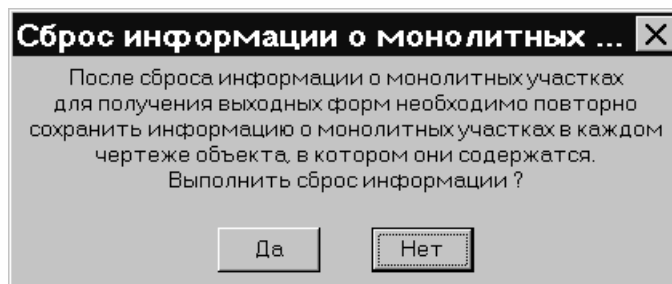 Сброс информации о монолитных ...
После сброса информации о монолитных участках
для получения выходных форм необходимо повторно
сохранить информацию о монолитных участках в каждом
чертеже объекта, в котором они содержатся.
Выполнить сброс информации ?
Да
Нет